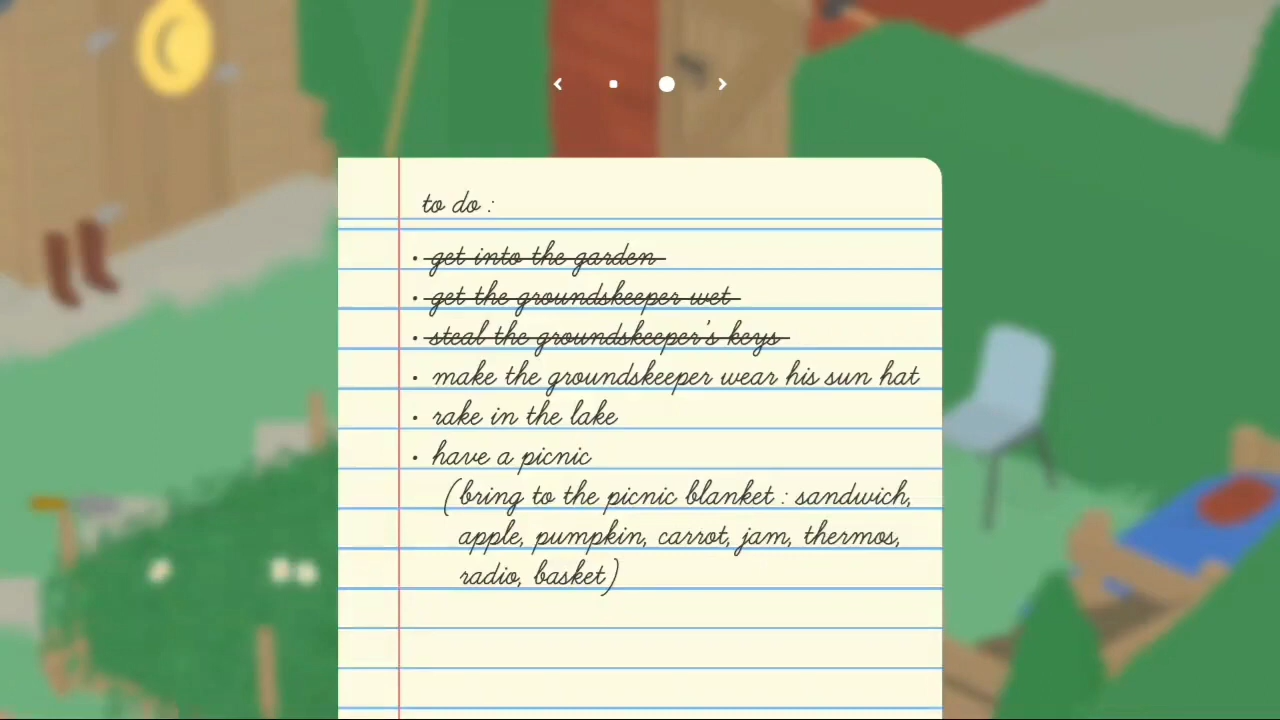 to do :
• get into the garden
• get the groundskeeper wet
• steal the groundskeeper's keys
• make the groundskeeper wear his sun hat
• rake in the lake
• have a picnic
(bring to the picnic blanket : sandwich,
apple, pumpkin, carrot, jam, thermos,
radio, basket)